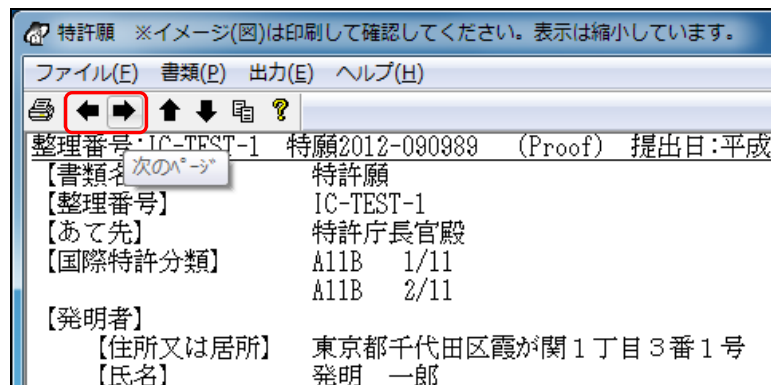 特許願 ※イメージ(図)は印刷して確認してください。表示は縮小しています。
ファイル(F) 書類(P) 出力(E) ヘルプ(H)
整理番号:IC-TEST-1 特願2012-090989 (Proof) 提出日:平成
次のﾍﾟｰｼﾞ
【書類名 特許願
【整理番号】 IC-TEST-1
【あて先】 特許庁長官殿
【国際特許分類】 A11B 1/11
A11B 2/11
【発明者】
【住所又は居所】 東京都千代田区霞が関1丁目3番1号
【氏名】 発明 一郎